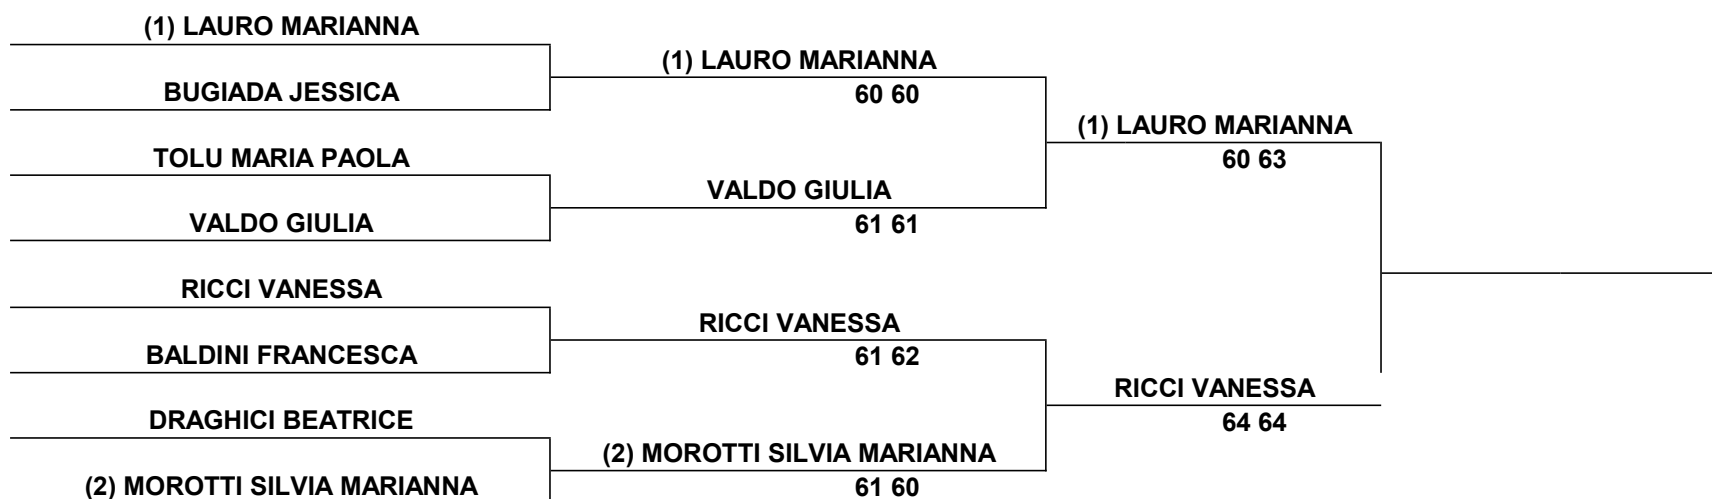 (1) LAURO MARIANNA
BUGIADA JESSICA
TOLU MARIA PAOLA
VALDO GIULIA
RICCI VANESSA
BALDINI FRANCESCA
DRAGHICI BEATRICE
(2) MOROTTI SILVIA MARIANNA
(1) LAURO MARIANNA
60 60
VALDO GIULIA
61 61
RICCI VANESSA
61 62
(2) MOROTTI SILVIA MARIANNA
61 60
(1) LAURO MARIANNA
60 63
RICCI VANESSA
64 64